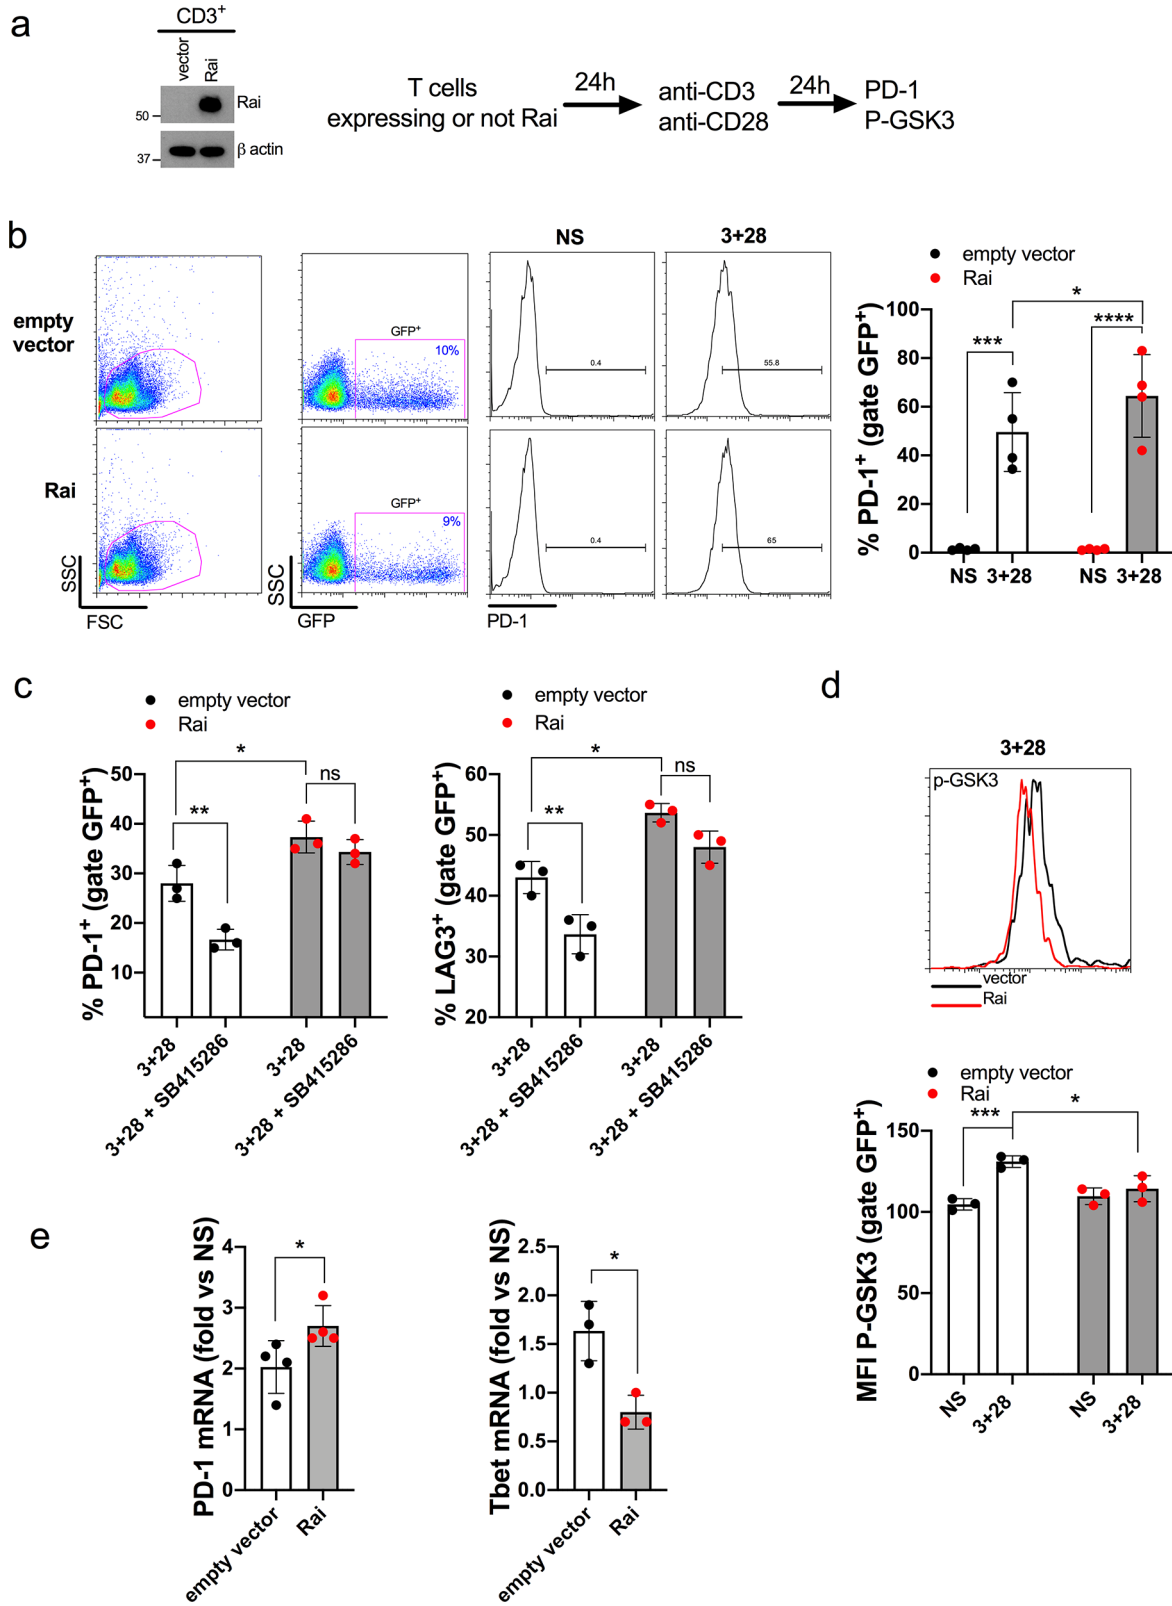 a
CD3+
vector
Rai
Rai
50
β actin
37
T cells
expressing or not Rai
24h
anti-CD3
anti-CD28
24h
PD-1
P-GSK3
b
NS
3+28
empty
vector
GFP+
10%
0.4
55.8
Rai
GFP+
9%
0.4
65
SSC
FSC
SSC
GFP
PD-1
empty vector
Rai
% PD-1+ (gate GFP+)
100
80
60
40
20
0
***
*
****
NS
3+28
NS
3+28
c
empty vector
Rai
% PD-1+ (gate GFP+)
50
40
30
20
10
*
**
ns
3+28
3+28 + SB415286
3+28
3+28 + SB415286
empty vector
Rai
% LAG3+ (gate GFP+)
60
50
40
30
20
*
**
ns
3+28
3+28 + SB415286
3+28
3+28 + SB415286
d
3+28
p-GSK3
vector
Rai
empty vector
Rai
MFI P-GSK3 (gate GFP+)
150
100
50
0
***
*
NS
3+28
NS
3+28
e
PD-1 mRNA (fold vs NS)
4
3
2
1
0
*
empty vector
Rai
Tbet mRNA (fold vs NS)
2.5
2.0
1.5
1.0
0.5
0.0
*
empty vector
Rai